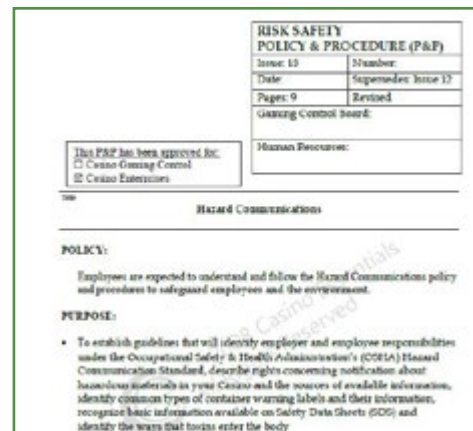 RISK SAFETY
POLICY & PROCEDURE (P&P)
Issue: 13 Number:
Date: Supersedes: Issue 12
Pages: 9 Revised
Gaming Control Board:
Human Resources:
This P&P has been approved for:
☐ Casino Gaming Control
☒ Casino Enterprises
Title
Hazard Communications
POLICY:
Employees are expected to understand and follow the Hazard Communications policy
and procedures to safeguard employees and the environment.
PURPOSE:
• To establish guidelines that will identify employer and employee responsibilities
under the Occupational Safety & Health Administration's (OSHA) Hazard
Communication Standard, describe rights concerning notification about
hazardous materials in your Casino and the sources of available information,
identify common types of container warning labels and their information,
recognize basic information available on Safety Data Sheets (SDS) and
identify the ways that toxins enter the body
Casino